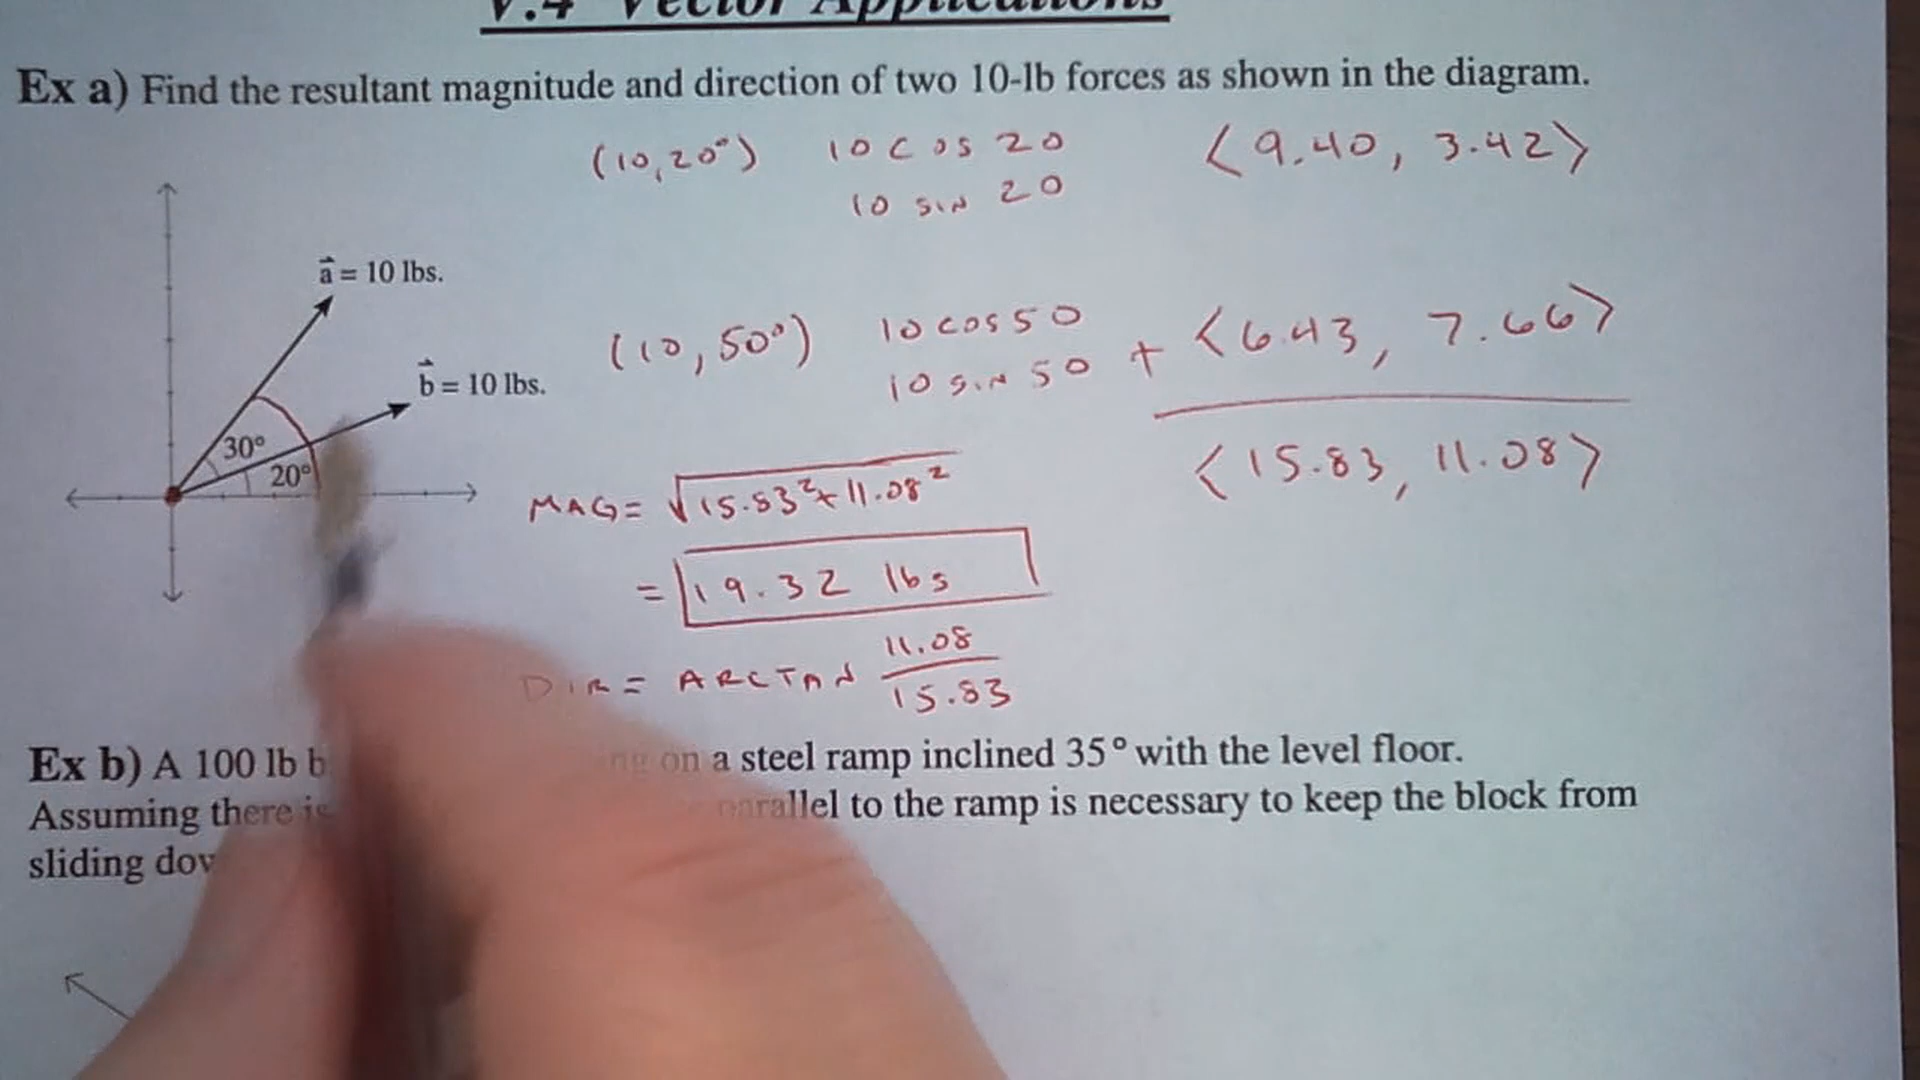 V.4 Vector Applications
Ex a) Find the resultant magnitude and direction of two 10-lb forces as shown in the diagram.
(10, 20°) 10 cos 20 <9.40, 3.42>
10 sin 20
a = 10 lbs.
(10, 50°) 10 cos 50 + <6.43, 7.66>
10 sin 50
b = 10 lbs.
<15.83, 11.08>
30°
20°
MAG = √15.83² + 11.08²
= 19.32 lbs
DIR = ARCTAN 11.08
15.83
Ex b) A 100 lb on a steel ramp inclined 35° with the level floor.
Assuming there is parallel to the ramp is necessary to keep the block from
sliding